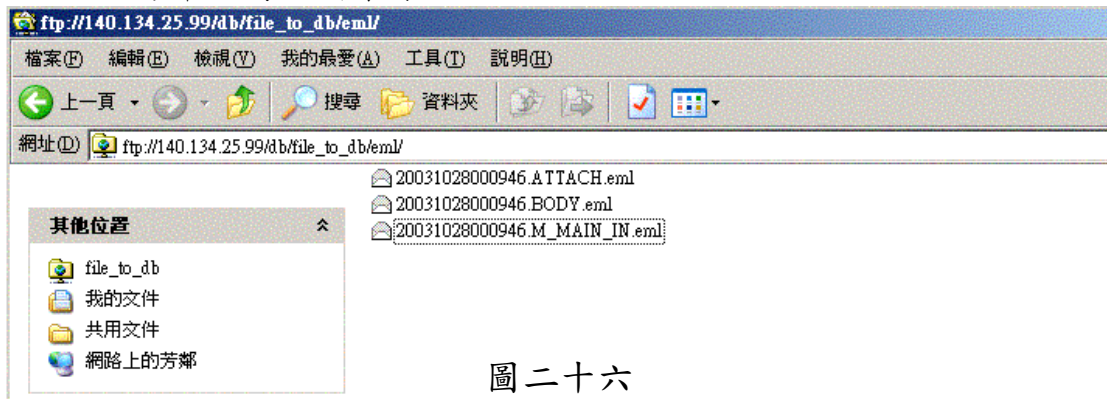 ftp://140.134.25.99/db/file_to_db/eml/
檔案(F) 編輯(E) 檢視(V) 我的最愛(A) 工具(T) 說明(H)
上一頁 搜尋 資料夾
網址(D) ftp://140.134.25.99/db/file_to_db/eml/
20031028000946.ATTACH.eml
20031028000946.BODY.eml
20031028000946.M_MAIN_IN.eml
其他位置
file_to_db
我的文件
共用文件
網路上的芳鄰
圖二十六